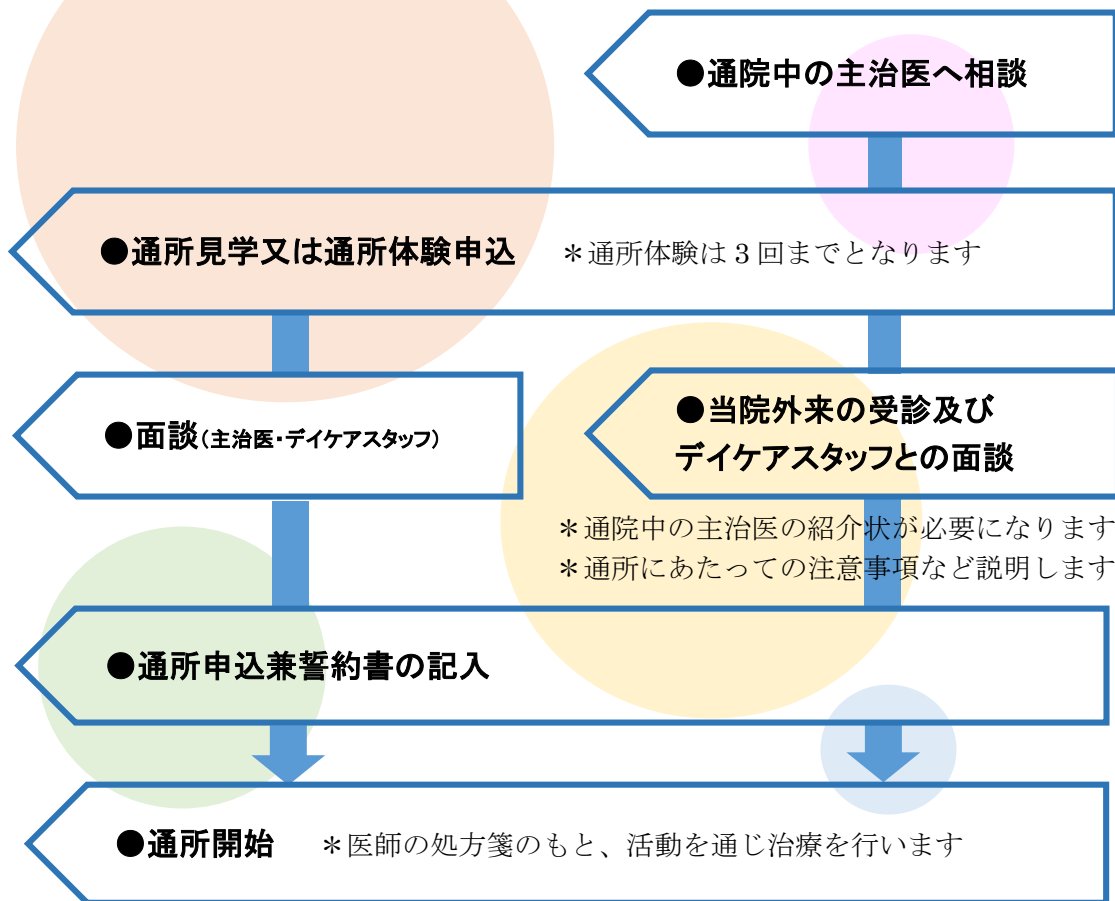 ●通院中の主治医へ相談
●通所見学又は通所体験申込 ＊通所体験は3回までとなります
●面談(主治医・デイケアスタッフ)
●当院外来の受診及び
デイケアスタッフとの面談
＊通院中の主治医の紹介状が必要になります
＊通所にあたっての注意事項など説明します
●通所申込兼誓約書の記入
●通所開始 ＊医師の処方箋のもと、活動を通じ治療を行います